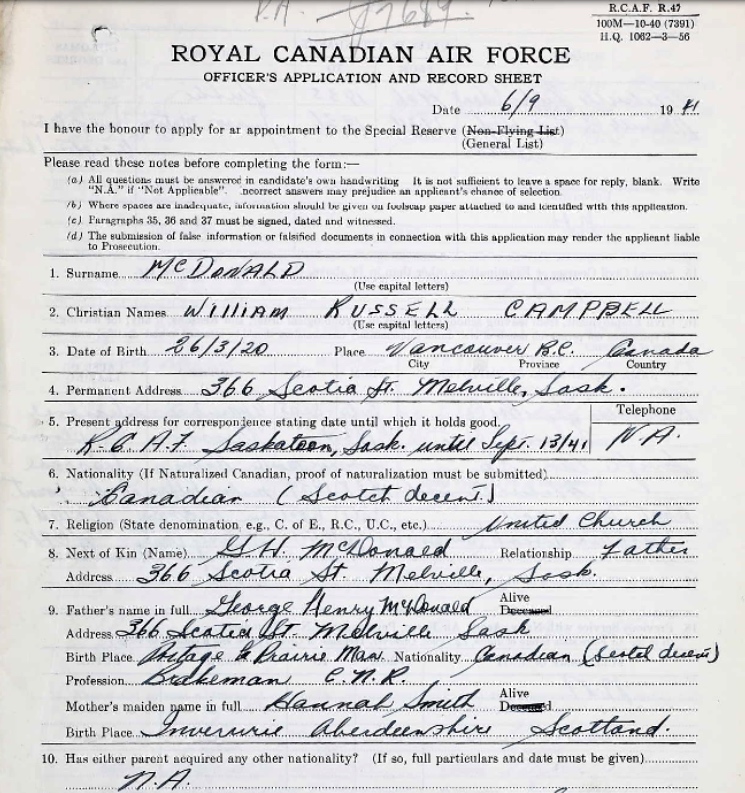 R.C.A.F. R.47
100M—10-40 (7391)
H.Q. 1062—3—56
ROYAL CANADIAN AIR FORCE
OFFICER'S APPLICATION AND RECORD SHEET
Date 6/9 1941
I have the honour to apply for ar appointment to the Special Reserve (Non-Flying List)
(General List)
Please read these notes before completing the form:—
(a) All questions must be answered in candidate's own handwriting It is not sufficient to leave a space for reply, blank. Write
"N.A." if "Not Applicable". ncorrect answers may prejudice an applicant's chance of selection.
(b) Where spaces are inadequate, information should be given on foolscap paper attached to and identified with this application.
(c) Paragraphs 35, 36 and 37 must be signed, dated and witnessed.
(d) The submission of false information or falsified documents in connection with this application may render the applicant liable
to Prosecution.
1. Surname McDONALD
(Use capital letters)
2. Christian Names WIllIAM RUSSELL CAMPBELL
(Use capital letters)
3. Date of Birth 26/3/20 Place Vancouver B.C. Canada
City Province Country
4. Permanent Address 366 Scotia St. Melville, Sask.
5. Present address for correspondence stating date until which it holds good. Telephone
R.C.A.F. Saskatoon, Sask. until Sept. 13/41 N.A.
6. Nationality (If Naturalized Canadian, proof of naturalization must be submitted)
Canadian (Scotch decent)
7. Religion (State denomination e.g., C. of E., R.C., U.C., etc.) United Church
8. Next of Kin (Name) G.H. McDonald Relationship Father
Address 366 Scotia St. Melville, Sask.
9. Father's name in full George Henry McDonald Alive
Deceased
Address 366 Scotia St. Melville Sask
Birth Place Portage la Prairie Man Nationality Canadian (Scotch decent)
Profession Brakeman C.N.R.
Mother's maiden name in full Hannah Smith Alive
Deceased
Birth Place Inverurie Aberdeenshire Scotland.
10. Has either parent acquired any other nationality? (If so, full particulars and date must be given)
N.A.